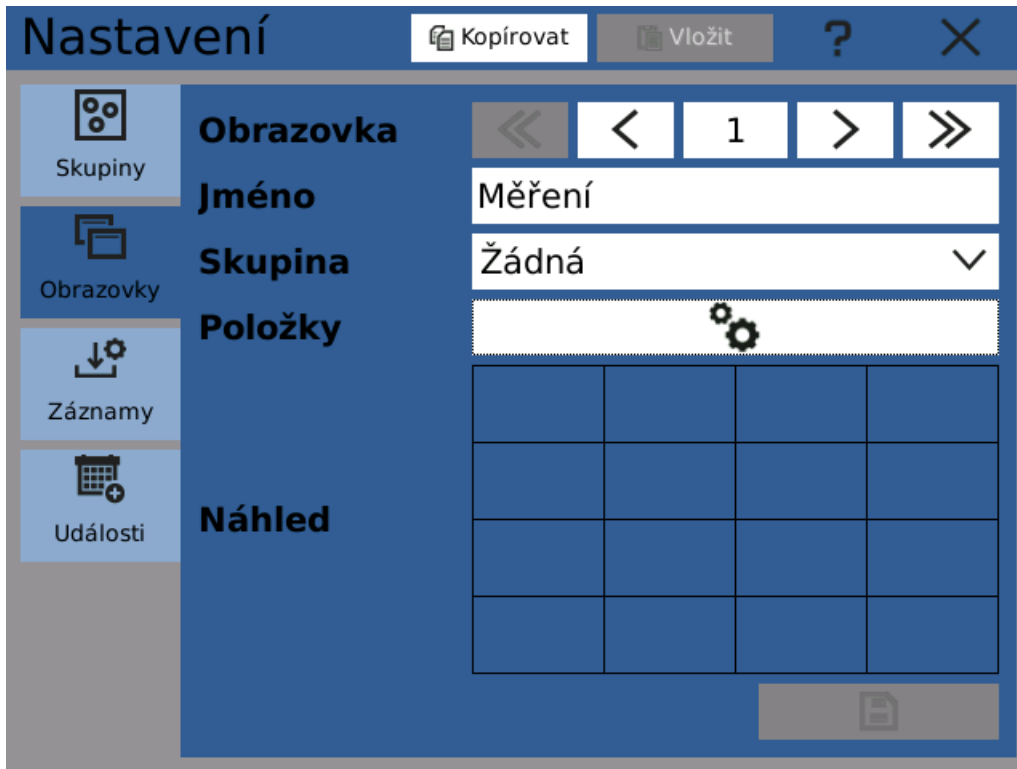 Nastavení
Kopírovat
Vložit
?
Skupiny
Obrazovky
Záznamy
Události
Obrazovka
1
Jméno
Měření
Skupina
Žádná
Položky
Náhled